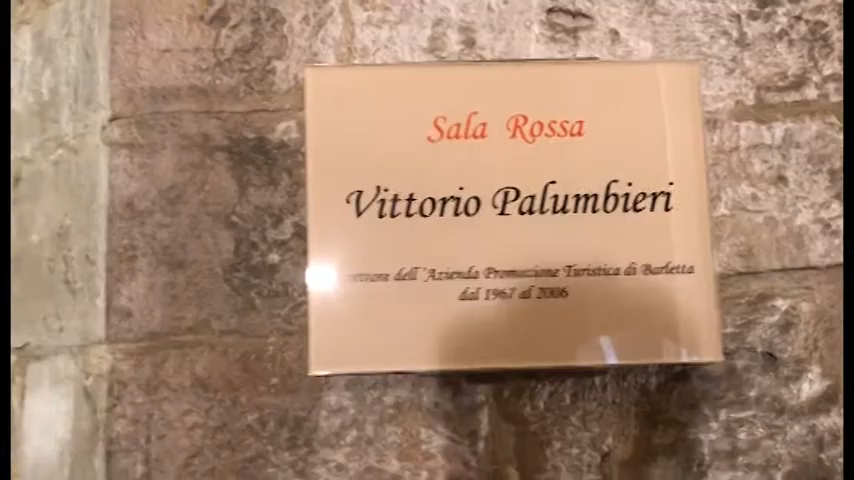 Sala Rossa
Vittorio Palumbieri
dell'Azienda Promozione Turistica di Barletta
dal 1967 al 2006